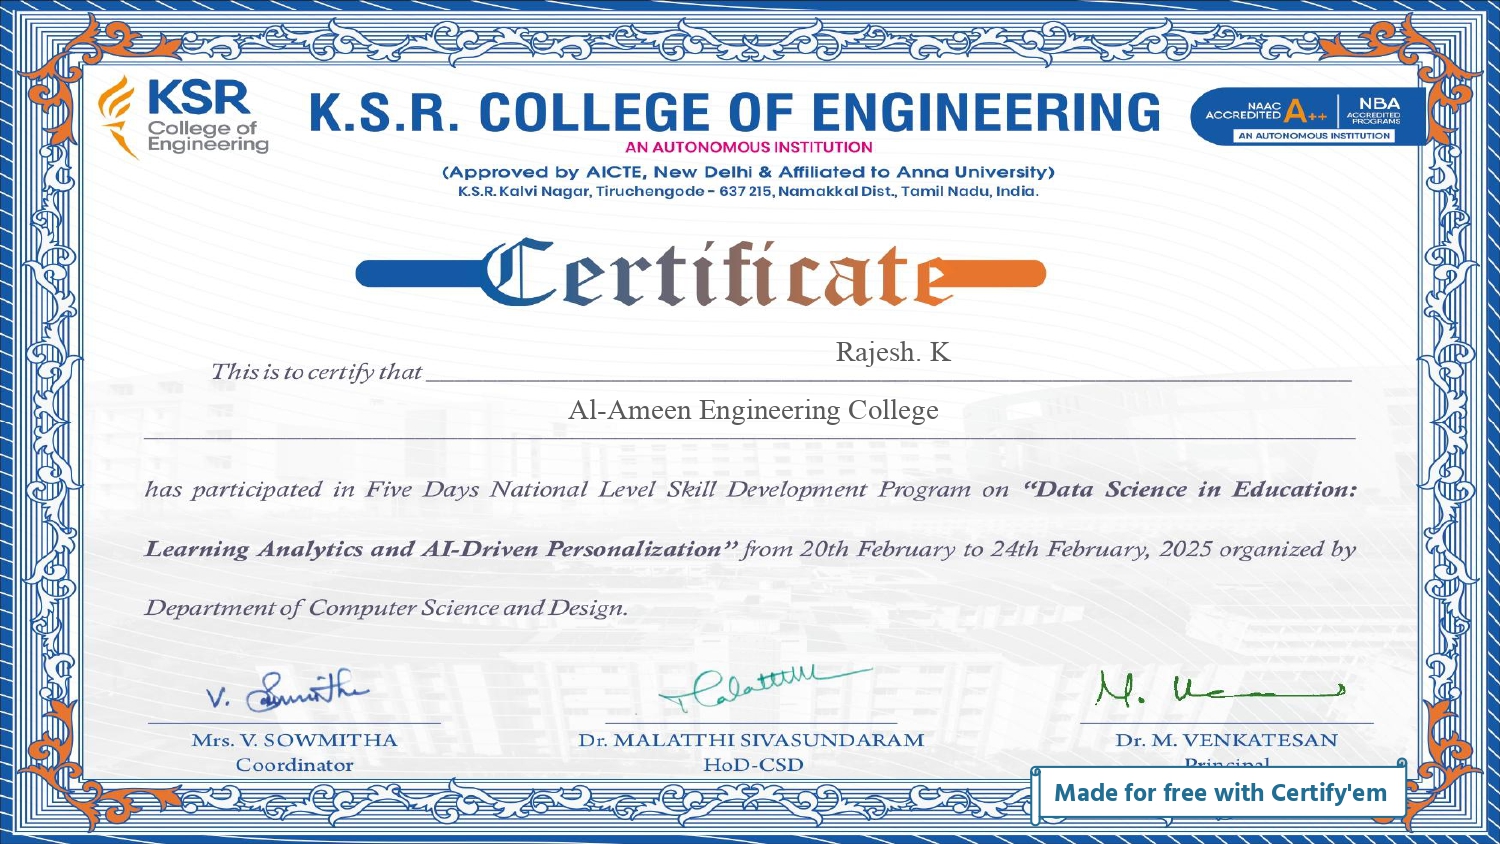 KSR
College of
Engineering
K.S.R. COLLEGE OF ENGINEERING
AN AUTONOMOUS INSTITUTION
(Approved by AICTE, New Delhi & Affiliated to Anna University)
K.S.R. Kalvi Nagar, Tiruchengode - 637 215, Namakkal Dist., Tamil Nadu, India.
NAAC
ACCREDITED A++
NBA
ACCREDITED
PROGRAMS
AN AUTONOMOUS INSTITUTION
Certificate
This is to certify that Rajesh. K
Al-Ameen Engineering College
has participated in Five Days National Level Skill Development Program on “Data Science in Education:
Learning Analytics and AI-Driven Personalization” from 20th February to 24th February, 2025 organized by
Department of Computer Science and Design.
V. Sowmitha
M. Ve
Mrs. V. SOWMITHA
Coordinator
Dr. MALATTHI SIVASUNDARAM
HoD-CSD
Dr. M. VENKATESAN
Principal
Made for free with Certify'em